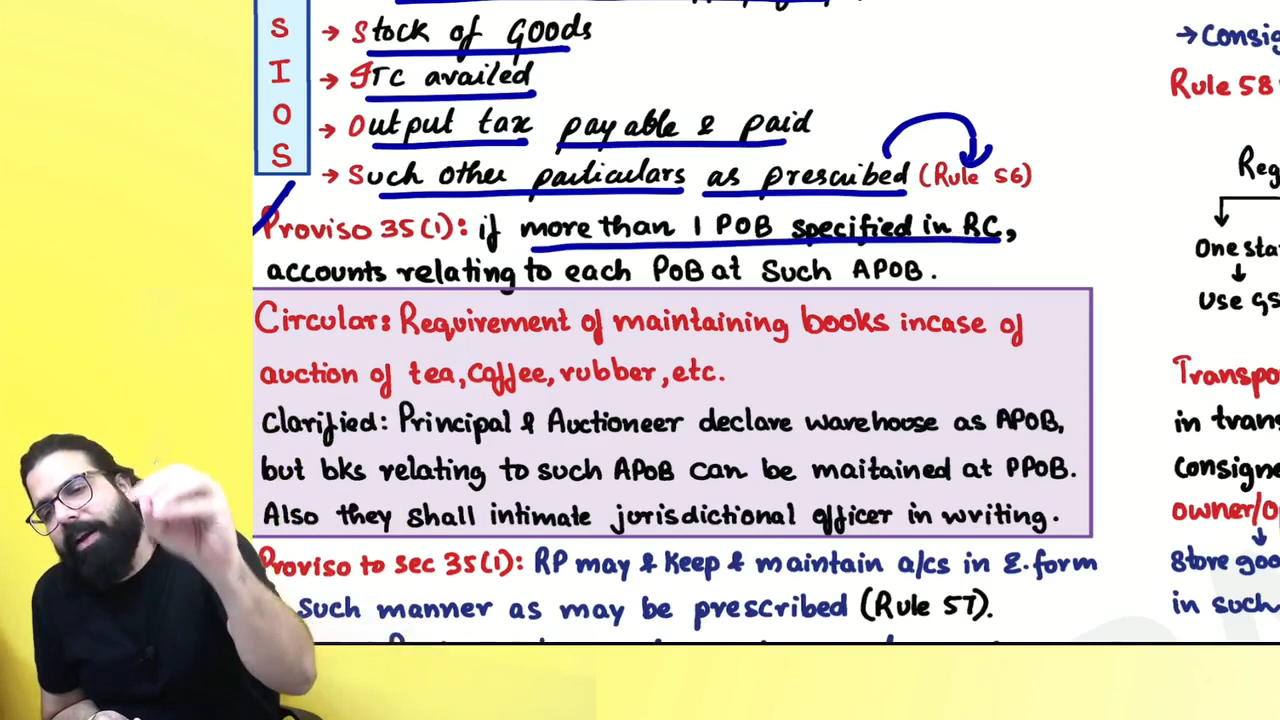 S → Stock of Goods
I → ITC availed
O → Output tax payable & paid
S → Such other particulars as prescribed (Rule 56)
Proviso 35(1): if more than 1 POB specified in RC,
accounts relating to each PoB at Such APOB.
Circular: Requirement of maintaining books incase of
auction of tea, Coffee, rubber, etc.
Clarified: Principal & Auctioneer declare warehouse as APOB,
but bks relating to such APoB can be maitained at PPoB.
Also they shall intimate jurisdictional officer in writing.
Proviso to sec 35(1): RP may & Keep & maintain a/cs in E.form
such manner as may be prescribed (Rule 57).
→ Consig
Rule 58
Reg
One sta
↓
Use GS
Transpo
in tran
Consigne
owner/op
↓
Store goo
in such